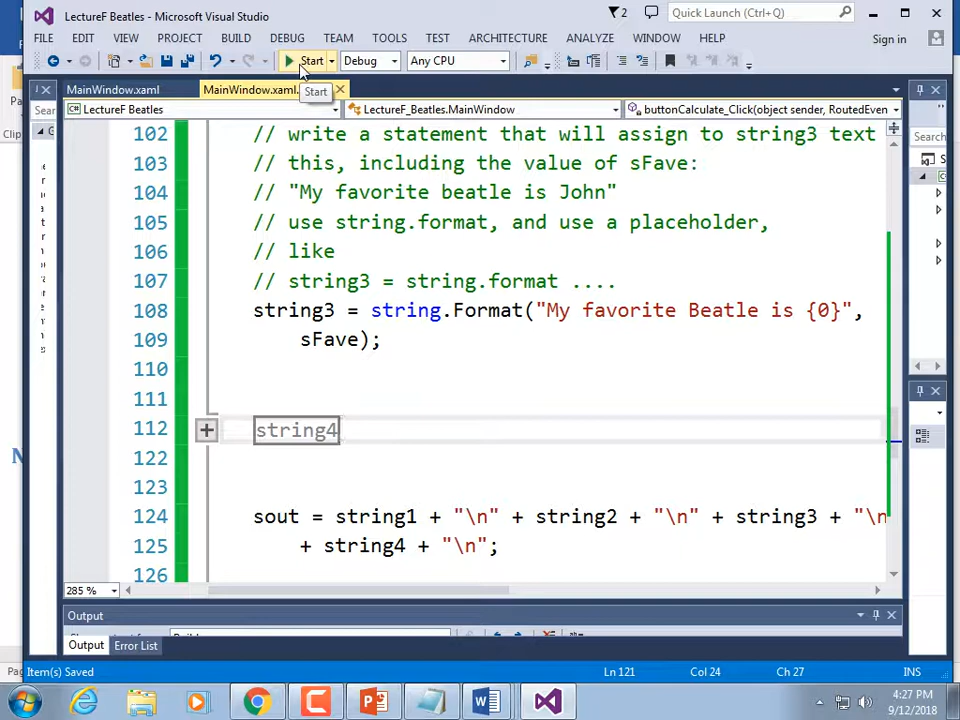 LectureF Beatles - Microsoft Visual Studio
2
Quick Launch (Ctrl+Q)
FILE EDIT VIEW PROJECT BUILD DEBUG TEAM TOOLS TEST ARCHITECTURE ANALYZE WINDOW HELP
Sign in
Start Debug Any CPU
MainWindow.xaml MainWindow.xaml.
Start
LectureF Beatles LectureF_Beatles.MainWindow buttonCalculate_Click(object sender, RoutedEven
Sear
Search
Clip
102 // write a statement that will assign to string3 text
103 // this, including the value of sFave:
104 // "My favorite beatle is John"
105 // use string.format, and use a placeholder,
106 // like
107 // string3 = string.format ....
108 string3 = string.Format("My favorite Beatle is {0}",
109 sFave);
110
111
112 string4
122
123
124 sout = string1 + "\n" + string2 + "\n" + string3 + "\n
125 + string4 + "\n";
126
285 %
Output
Output Error List
Item(s) Saved Ln 121 Col 24 Ch 27 INS
4:27 PM
9/12/2018